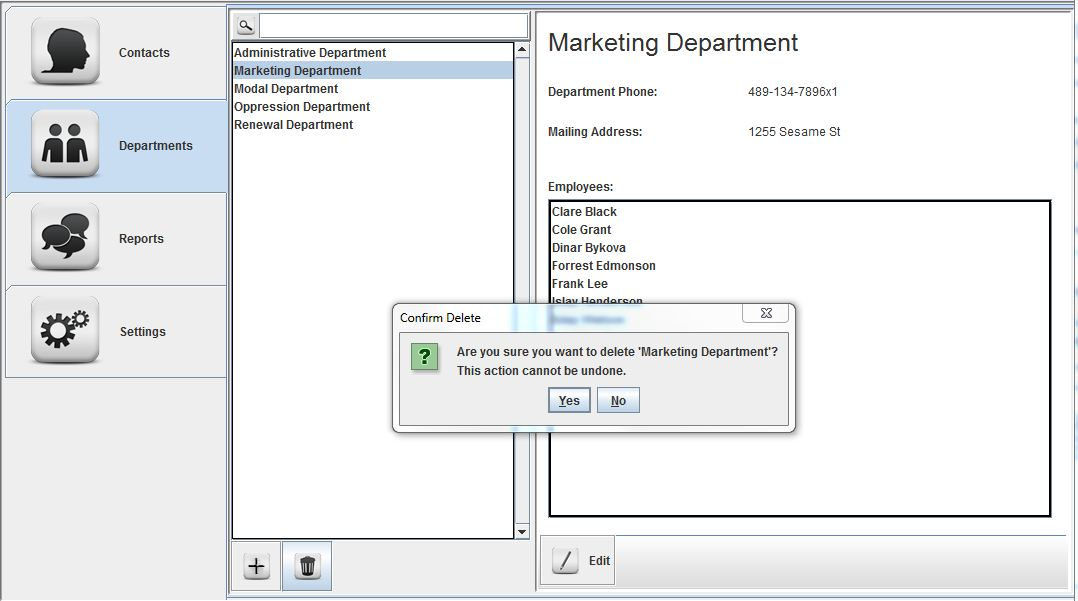 Contacts
Departments
Reports
Settings
Administrative Department
Marketing Department
Modal Department
Oppression Department
Renewal Department
Marketing Department
Department Phone: 489-134-7896x1
Mailing Address: 1255 Sesame St
Employees:
Clare Black
Cole Grant
Dinar Bykova
Forrest Edmonson
Frank Lee
Islay Henderson
Confirm Delete
Are you sure you want to delete 'Marketing Department'?
This action cannot be undone.
Yes No
Edit